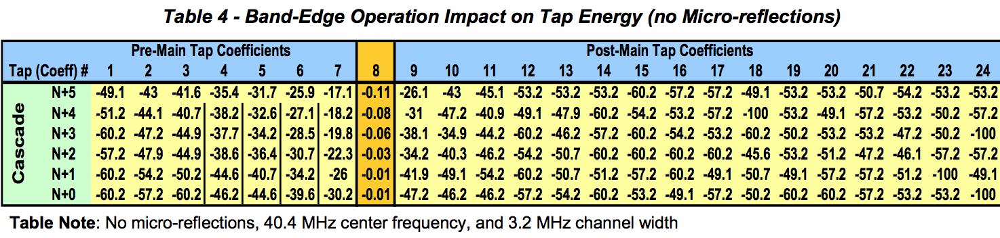 Table 4 - Band-Edge Operation Impact on Tap Energy (no Micro-reflections)
Pre-Main Tap Coefficients Post-Main Tap Coefficients
Tap (Coeff) # 1 2 3 4 5 6 7 8 9 10 11 12 13 14 15 16 17 18 19 20 21 22 23 24
Cascade
N+5 -49.1 -43 -41.6 -35.4 -31.7 -25.9 -17.1 -0.11 -26.1 -43 -45.1 -53.2 -53.2 -53.2 -60.2 -57.2 -57.2 -49.1 -53.2 -53.2 -50.7 -54.2 -53.2 -53.2
N+4 -51.2 -44.1 -40.7 -38.2 -32.6 -27.1 -18.2 -0.08 -31 -47.2 -40.9 -49.1 -47.9 -60.2 -54.2 -53.2 -57.2 -100 -53.2 -49.1 -57.2 -53.2 -50.2 -57.2
N+3 -60.2 -47.2 -44.9 -37.7 -34.2 -28.5 -19.8 -0.06 -38.1 -34.9 -44.2 -60.2 -46.2 -57.2 -60.2 -54.2 -53.2 -60.2 -50.2 -53.2 -53.2 -47.2 -50.2 -100
N+2 -57.2 -47.9 -44.9 -38.6 -36.4 -30.7 -22.3 -0.03 -34.2 -40.3 -46.2 -54.2 -50.7 -60.2 -60.2 -60.2 -60.2 -45.6 -53.2 -51.2 -47.2 -46.1 -57.2 -57.2
N+1 -60.2 -54.2 -50.2 -44.6 -40.7 -34.2 -26 -0.01 -41.9 -49.1 -54.2 -60.2 -50.7 -51.2 -57.2 -60.2 -49.1 -50.7 -49.1 -57.2 -57.2 -51.2 -100 -49.1
N+0 -60.2 -57.2 -60.2 -46.2 -44.6 -39.6 -30.2 -0.01 -47.2 -46.2 -46.2 -57.2 -54.2 -60.2 -53.2 -49.1 -57.2 -50.2 -60.2 -60.2 -57.2 -53.2 -53.2 -100
Table Note: No micro-reflections, 40.4 MHz center frequency, and 3.2 MHz channel width